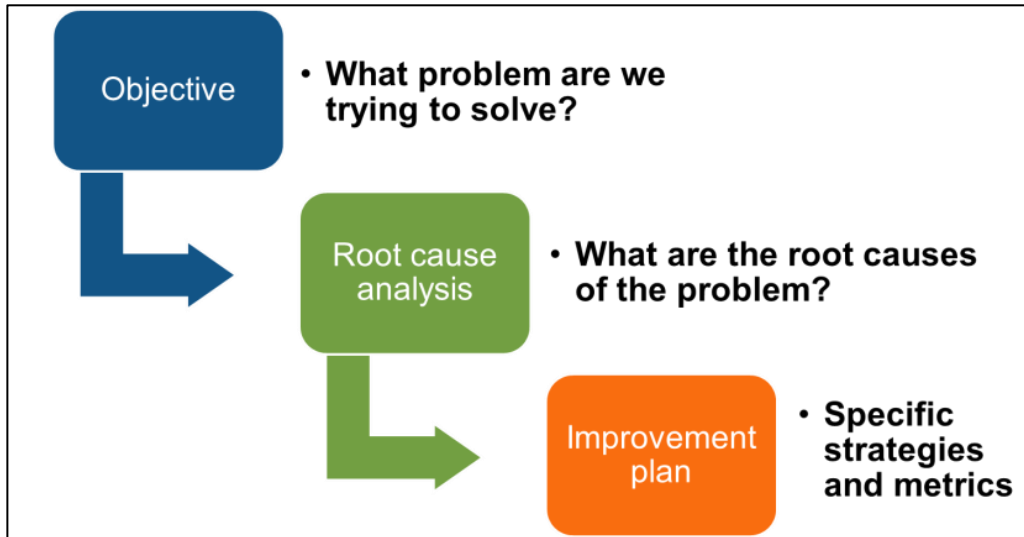 Objective
• What problem are we
trying to solve?
Root cause
analysis
• What are the root causes
of the problem?
Improvement
plan
• Specific
strategies
and metrics